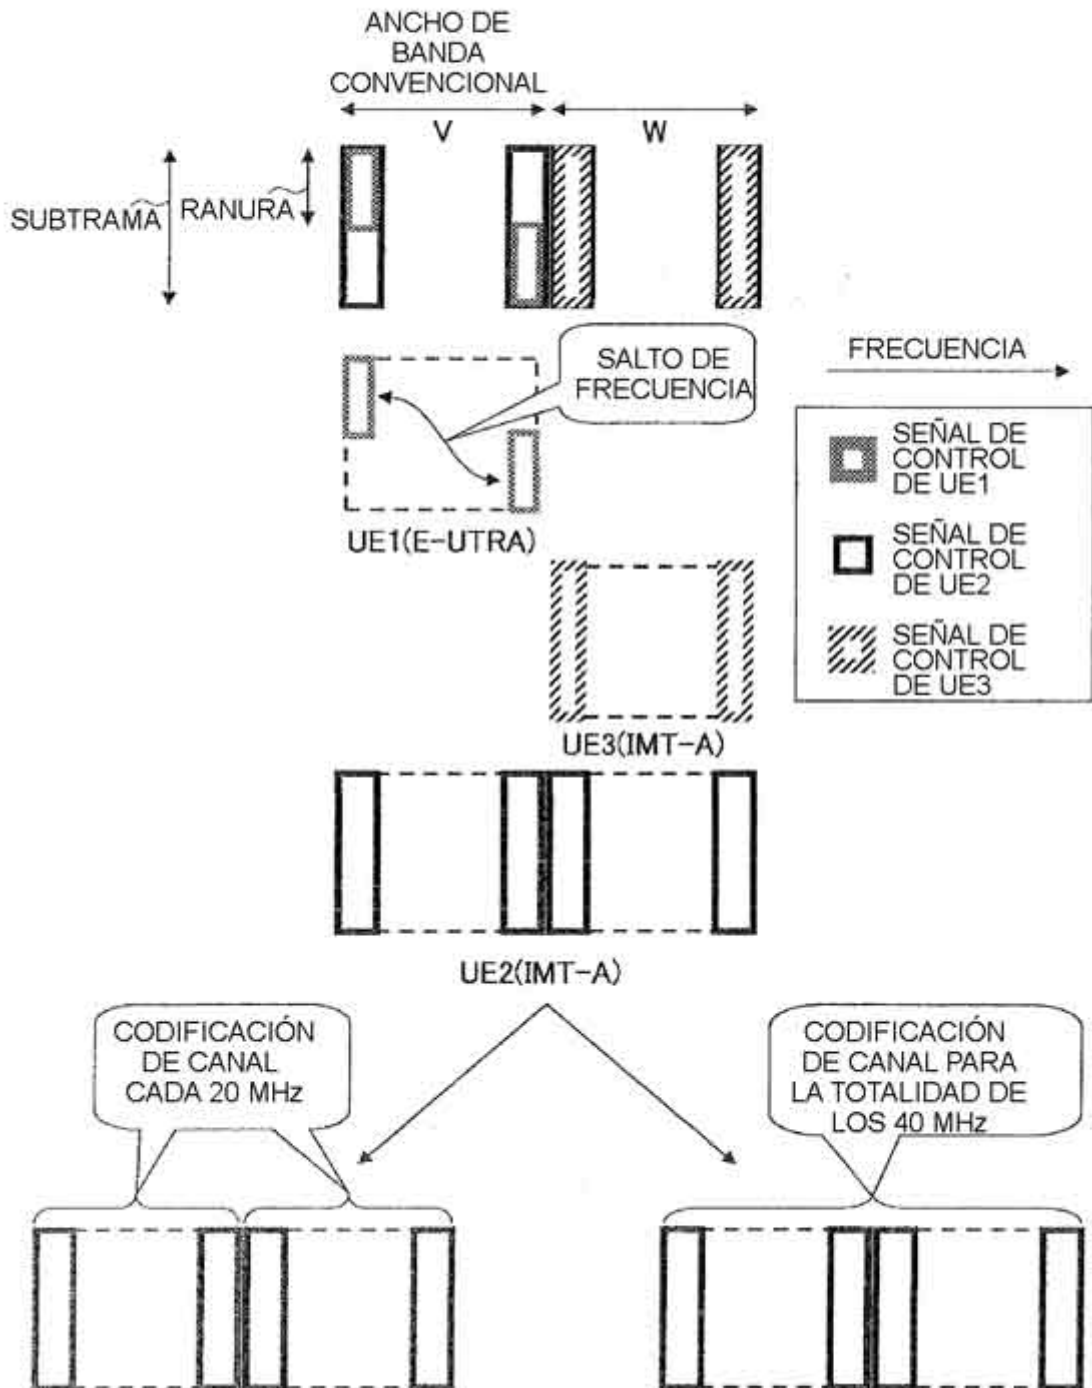 ANCHO DE
BANDA
CONVENCIONAL
V
W
SUBTRAMA
RANURA
SALTO DE
FRECUENCIA
FRECUENCIA
UE1(E-UTRA)
SEÑAL DE
CONTROL
DE UE1
SEÑAL DE
CONTROL
DE UE2
SEÑAL DE
CONTROL
DE UE3
UE3(IMT-A)
UE2(IMT-A)
CODIFICACIÓN
DE CANAL
CADA 20 MHz
CODIFICACIÓN
DE CANAL PARA
LA TOTALIDAD DE
LOS 40 MHz